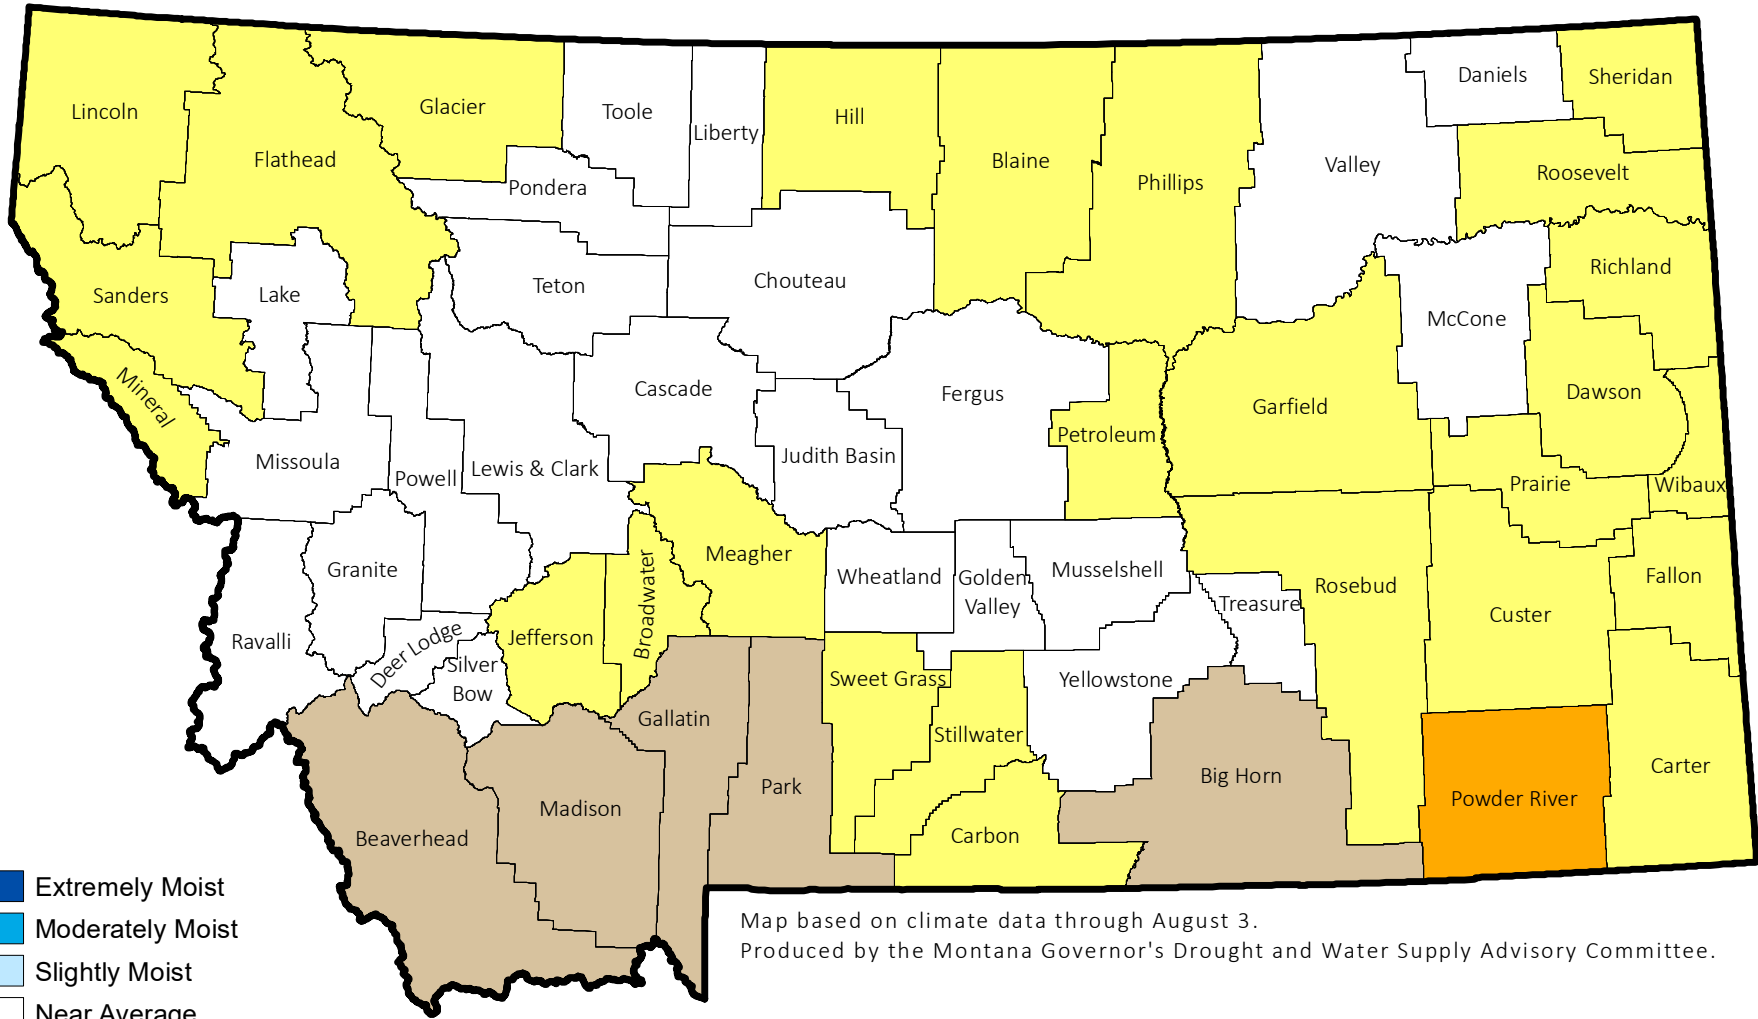 Lincoln
Flathead
Glacier
Toole
Liberty
Hill
Blaine
Phillips
Valley
Daniels
Sheridan
Roosevelt
Pondera
Teton
Chouteau
Sanders
Lake
Richland
McCone
Mineral
Cascade
Fergus
Petroleum
Garfield
Dawson
Missoula
Powell
Lewis & Clark
Judith Basin
Prairie
Wibaux
Granite
Broadwater
Meagher
Wheatland
Golden
Valley
Musselshell
Treasure
Rosebud
Custer
Fallon
Ravalli
Deer Lodge
Silver
Bow
Jefferson
Gallatin
Sweet Grass
Stillwater
Yellowstone
Park
Big Horn
Powder River
Carter
Beaverhead
Madison
Carbon
Extremely Moist
Moderately Moist
Slightly Moist
Near Average
Map based on climate data through August 3.
Produced by the Montana Governor's Drought and Water Supply Advisory Committee.